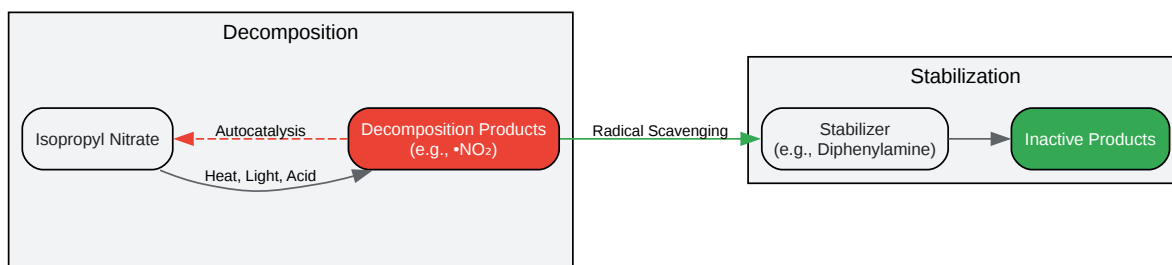 Decomposition
Isopropyl Nitrate
Autocatalysis
Heat, Light, Acid
Decomposition Products
(e.g., •NO₂)
Radical Scavenging
Stabilization
Stabilizer
(e.g., Diphenylamine)
Inactive Products